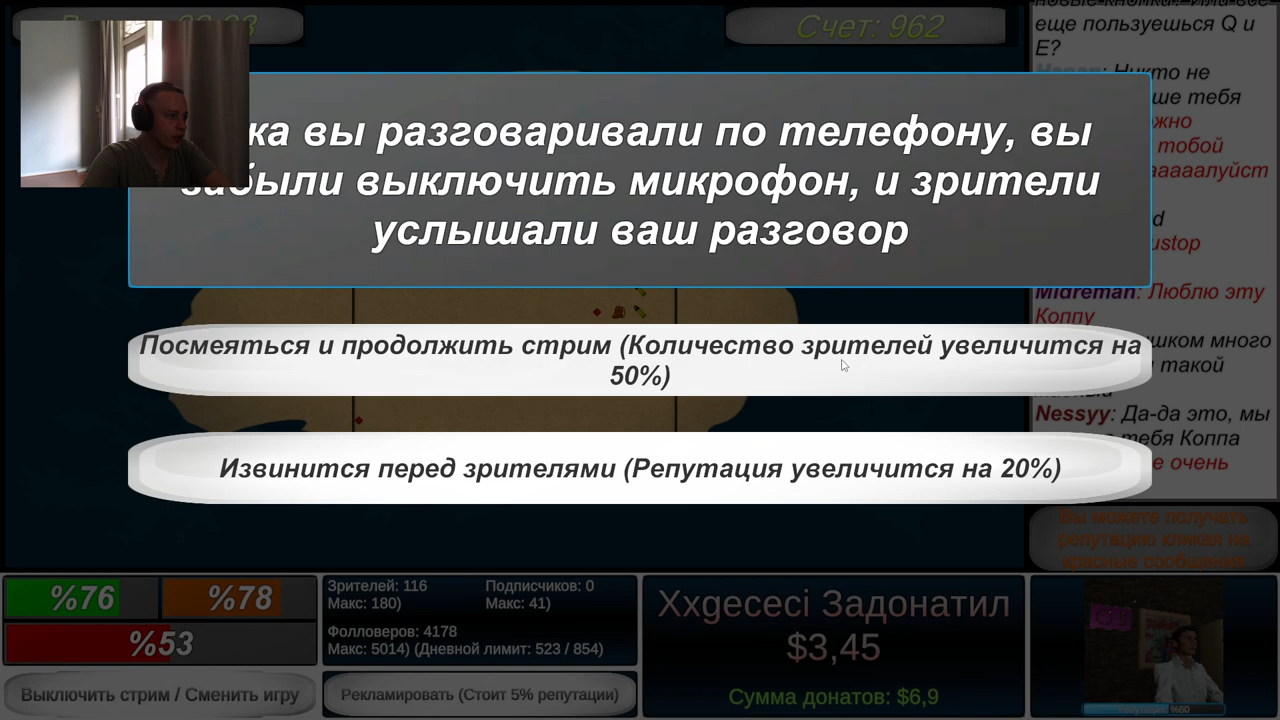 Счет: 962
еще пользуешься Q и
E?
ка вы разговаривали по телефону, вы
забыли выключить микрофон, и зрители
услышали ваш разговор
Посмеяться и продолжить стрим (Количество зрителей увеличится на
50%)
Извинится перед зрителями (Репутация увеличится на 20%)
Никто не
ше тебя
тобой
Midreman: Люблю эту
Коппу
шком много
такой
Nessyy: Да-да это, мы
тебя Коппа
е очень
Вы можете получать
репутацию кликая на
красные сообщения
%76
%78
%53
Зрителей: 116
Макс: 180)
Подписчиков: 0
Макс: 41)
Фолловеров: 4178
Макс: 5014) (Дневной лимит: 523 / 854)
Xxgececi Задонатил
$3,45
Сумма донатов: $6,9
Выключить стрим / Сменить игру
Рекламировать (Стоит 5% репутации)
Репутация: %60